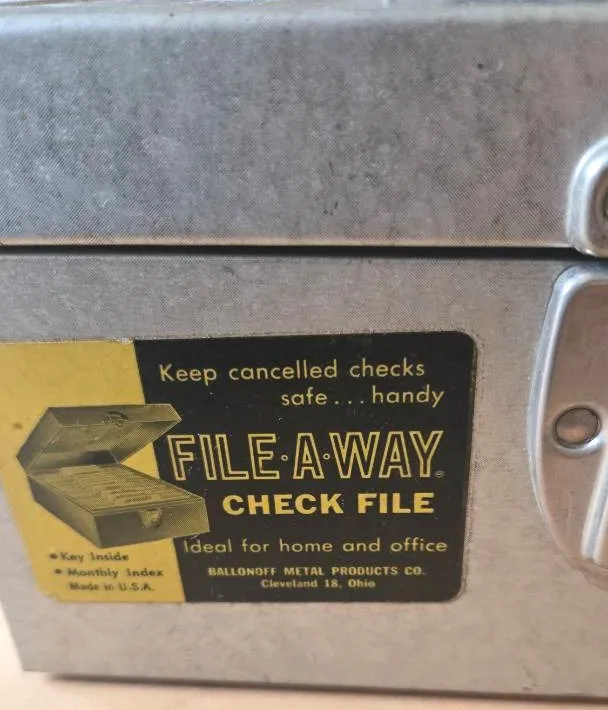 Keep cancelled checks
safe...handy
FILE·A·WAY®
CHECK FILE
Ideal for home and office
• Key Inside
• Monthly Index
Made in U.S.A.
BALLONOFF METAL PRODUCTS CO.
Cleveland 18, Ohio